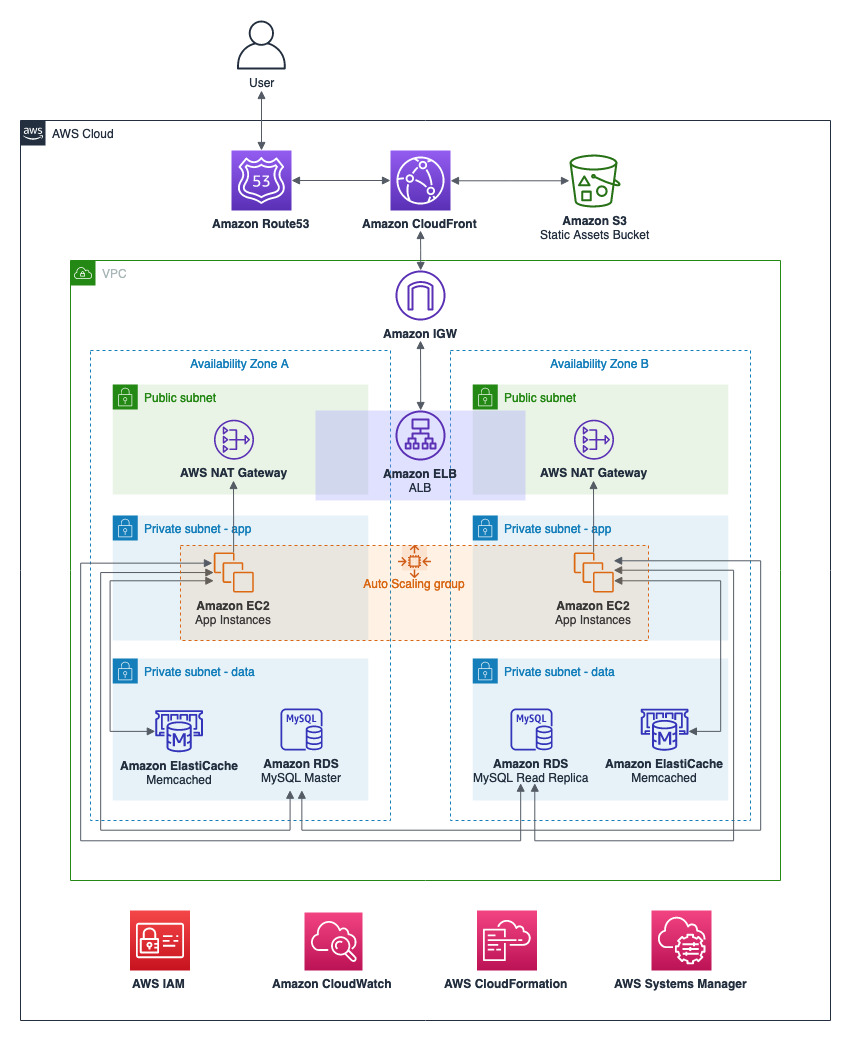 User
aws
AWS Cloud
53
Amazon Route53
Amazon CloudFront
Amazon S3
Static Assets Bucket
VPC
Amazon IGW
Availability Zone A
Availability Zone B
Public subnet
Public subnet
AWS NAT Gateway
Amazon ELB
ALB
AWS NAT Gateway
Private subnet - app
Private subnet - app
Auto Scaling group
Amazon EC2
App Instances
Amazon EC2
App Instances
Private subnet - data
Private subnet - data
M
Amazon ElastiCache
Memcached
MySQL
Amazon RDS
MySQL Master
MySQL
Amazon RDS
MySQL Read Replica
M
Amazon ElastiCache
Memcached
AWS IAM
Amazon CloudWatch
AWS CloudFormation
AWS Systems Manager